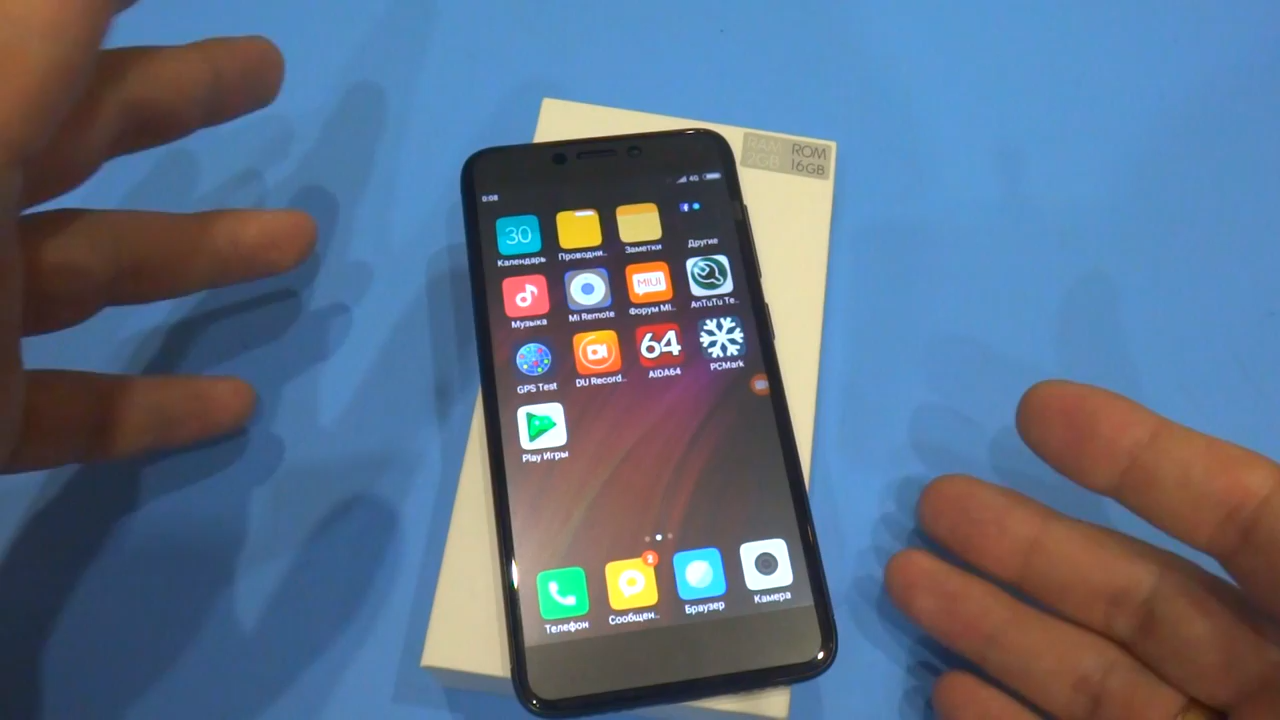 RAM ROM
2GB 16GB
0:08 4G
30
Календарь Проводни.. Заметки Другие
MIUI
Музыка Mi Remote Форум MI.. AnTuTu Te..
64
GPS Test DU Record.. AIDA64 PCMark
Play Игры
2
Телефон Сообщен.. Браузер Камера